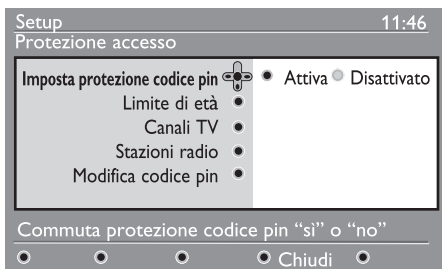 Setup 11:46
Protezione accesso
Imposta protezione codice pin Attiva Disattivato
Limite di età
Canali TV
Stazioni radio
Modifica codice pin
Commuta protezione codice pin “sì” o “no”
Chiudi